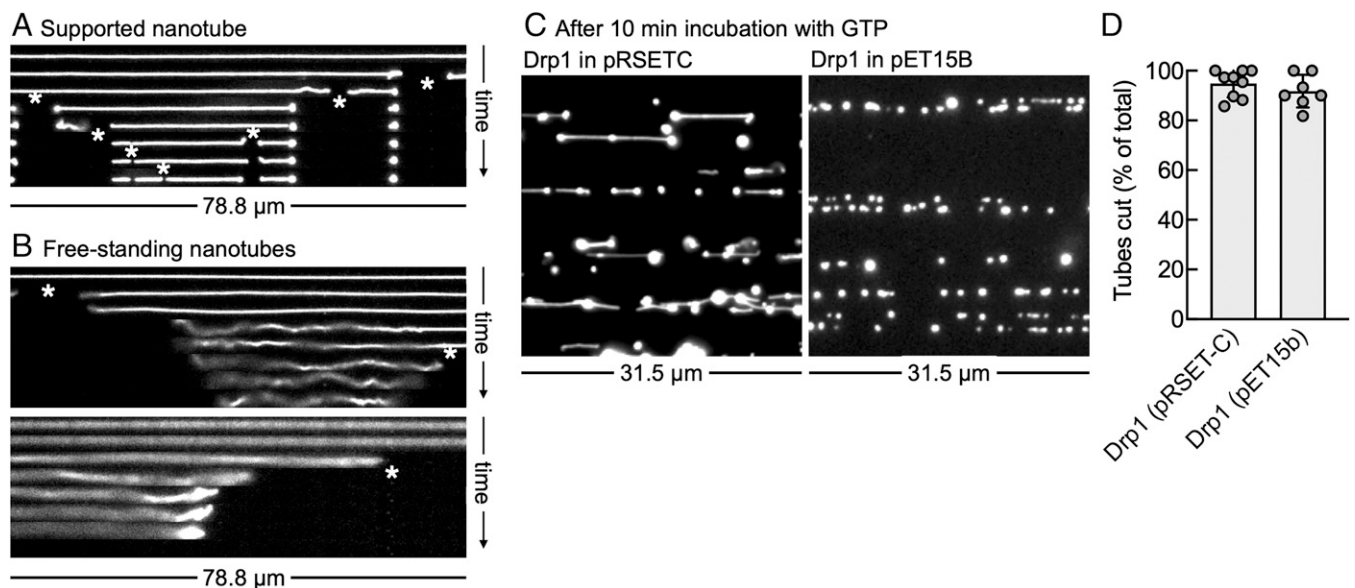 A Supported nanotube
* * * * * * *
time
78.8 µm
B Free-standing nanotubes
* *
time
*
time
78.8 µm
C After 10 min incubation with GTP
Drp1 in pRSETC
Drp1 in pET15B
31.5 µm
31.5 µm
D
Tubes cut (% of total)
100
80
60
40
20
0
Drp1 (pRSET-C)
Drp1 (pET15b)